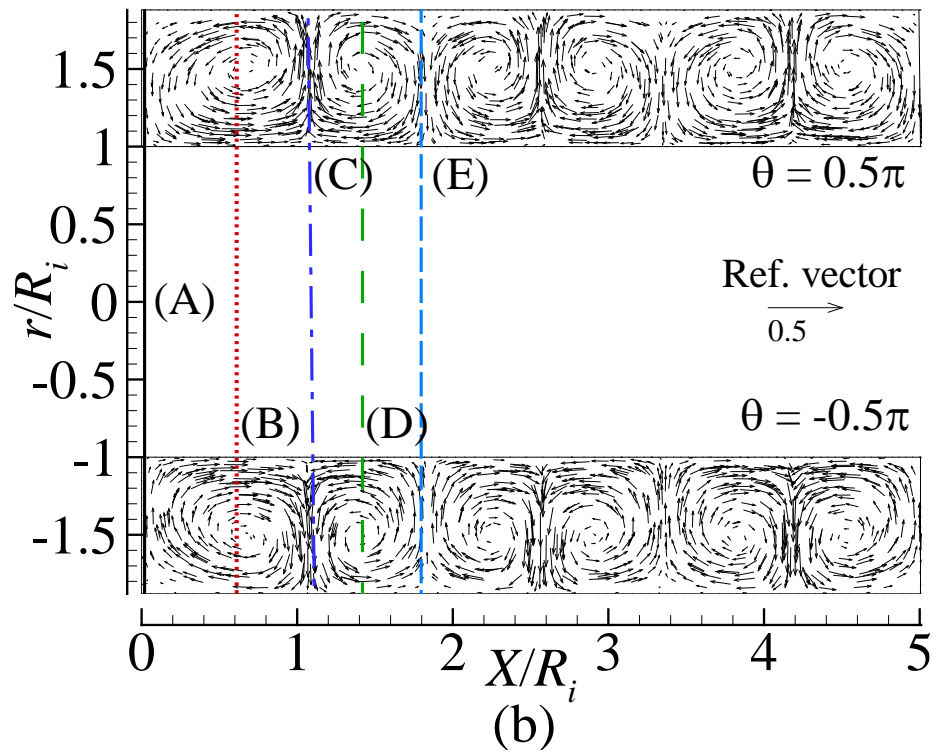 1.5
1
0.5
0
-0.5
-1
-1.5
r/R_i
(A)
(B)
(C)
(D)
(E)
θ = 0.5π
Ref. vector
0.5
θ = -0.5π
0 1 2 3 4 5
X/R_i
(b)